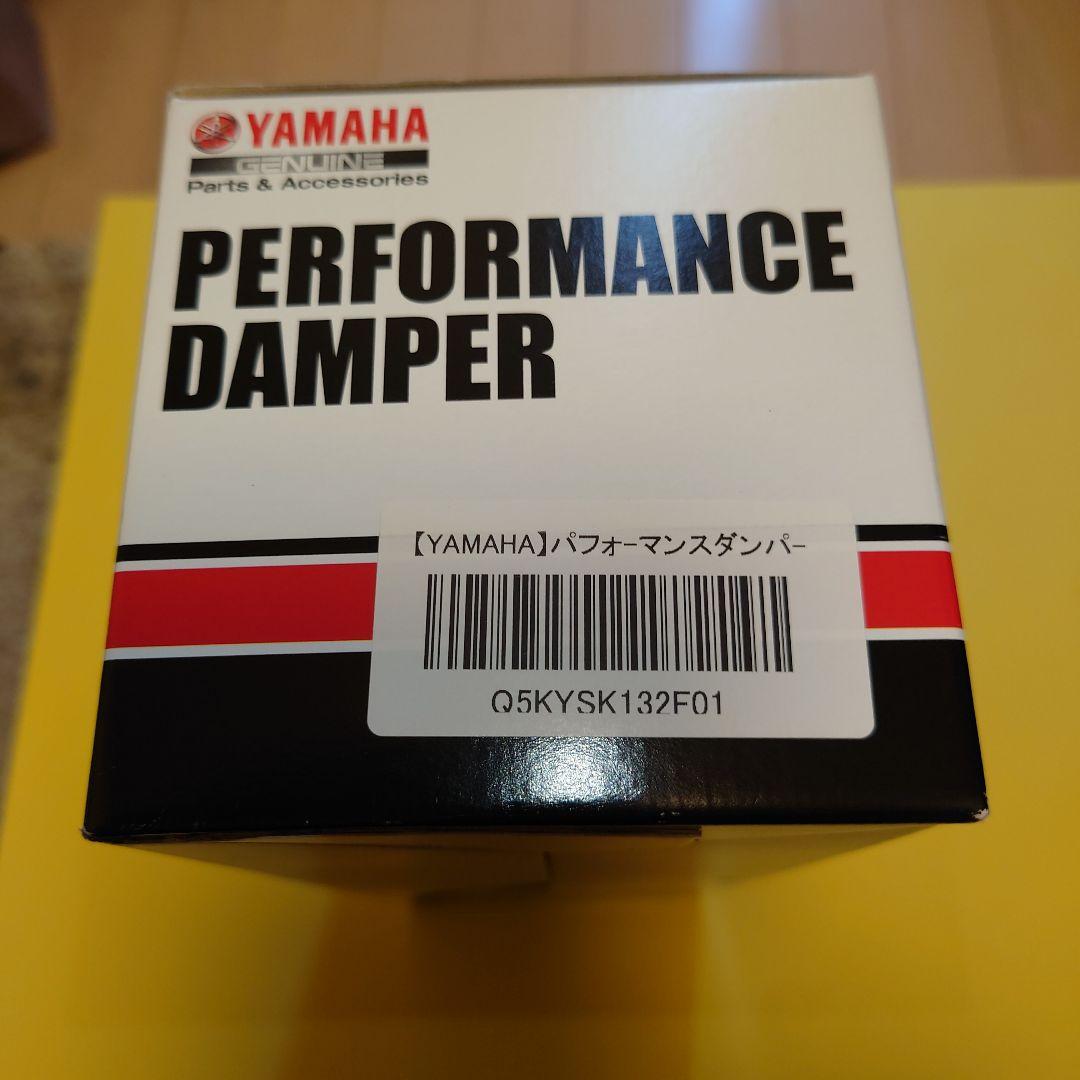 YAMAHA
GENUINE
Parts & Accessories
PERFORMANCE
DAMPER
【YAMAHA】パフォーマンスダンパー
Q5KYSK132F01